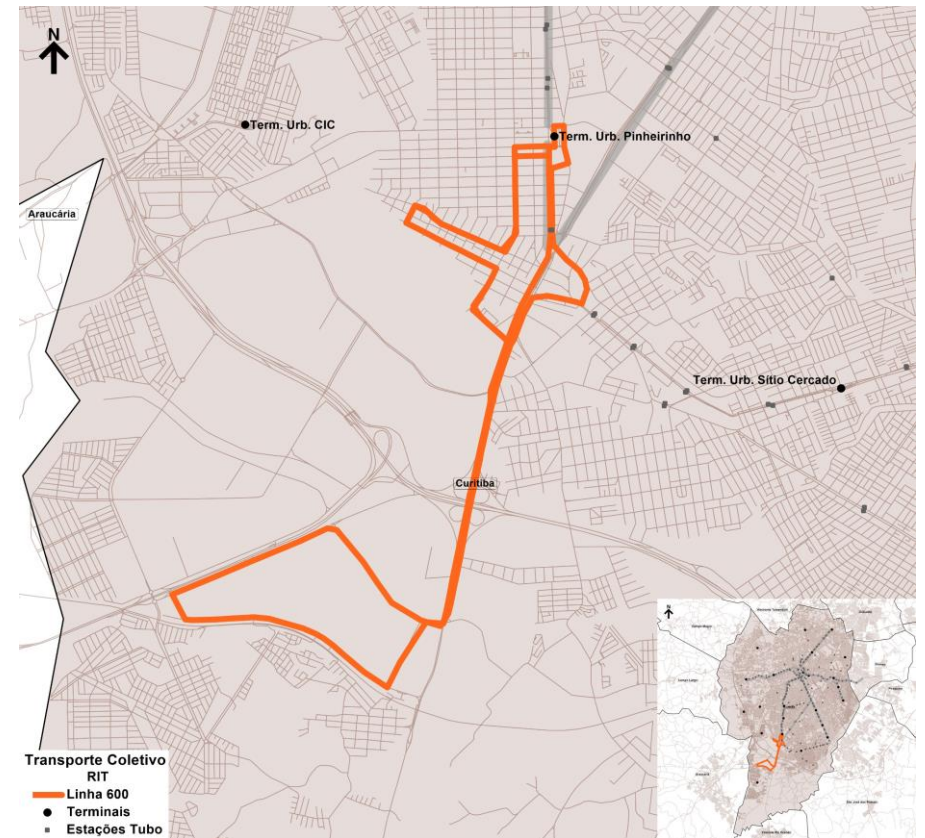 N
Term. Urb. CIC
Term. Urb. Pinheirinho
Araucária
Term. Urb. Sítio Cercado
Curitiba
N
Transporte Coletivo
RIT
Linha 600
Terminais
Estações Tubo